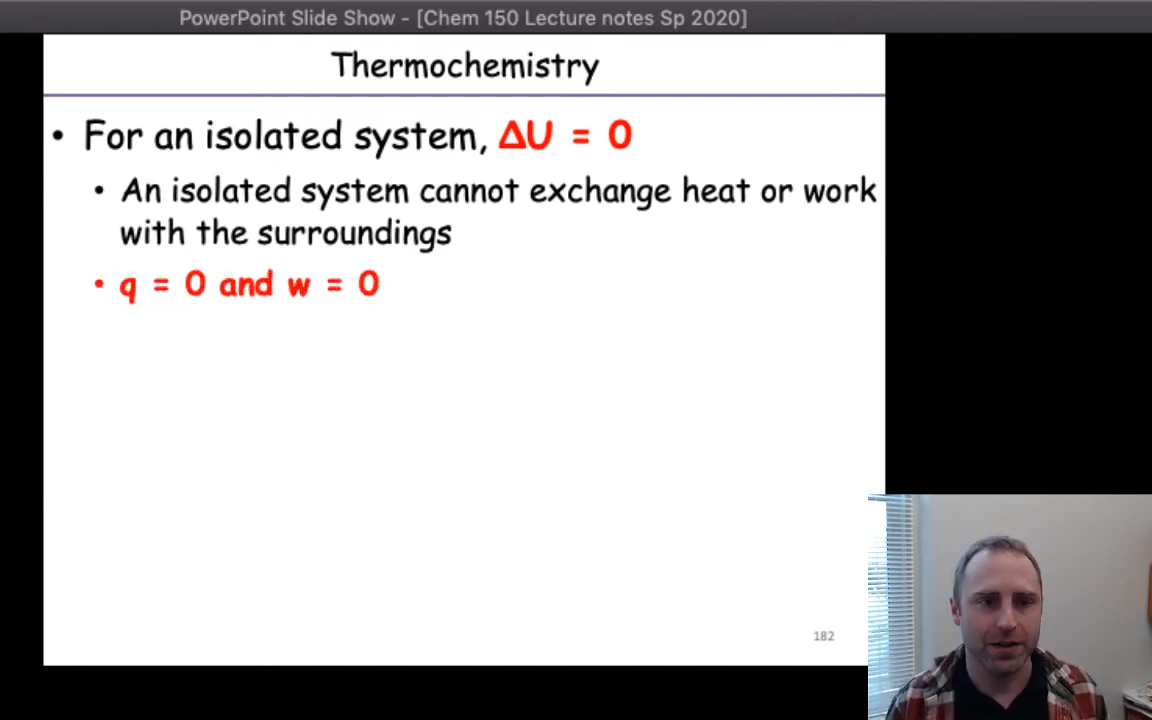 PowerPoint Slide Show - [Chem 150 Lecture notes Sp 2020]
Thermochemistry
• For an isolated system, ΔU = 0
• An isolated system cannot exchange heat or work
with the surroundings
• q = 0 and w = 0
182